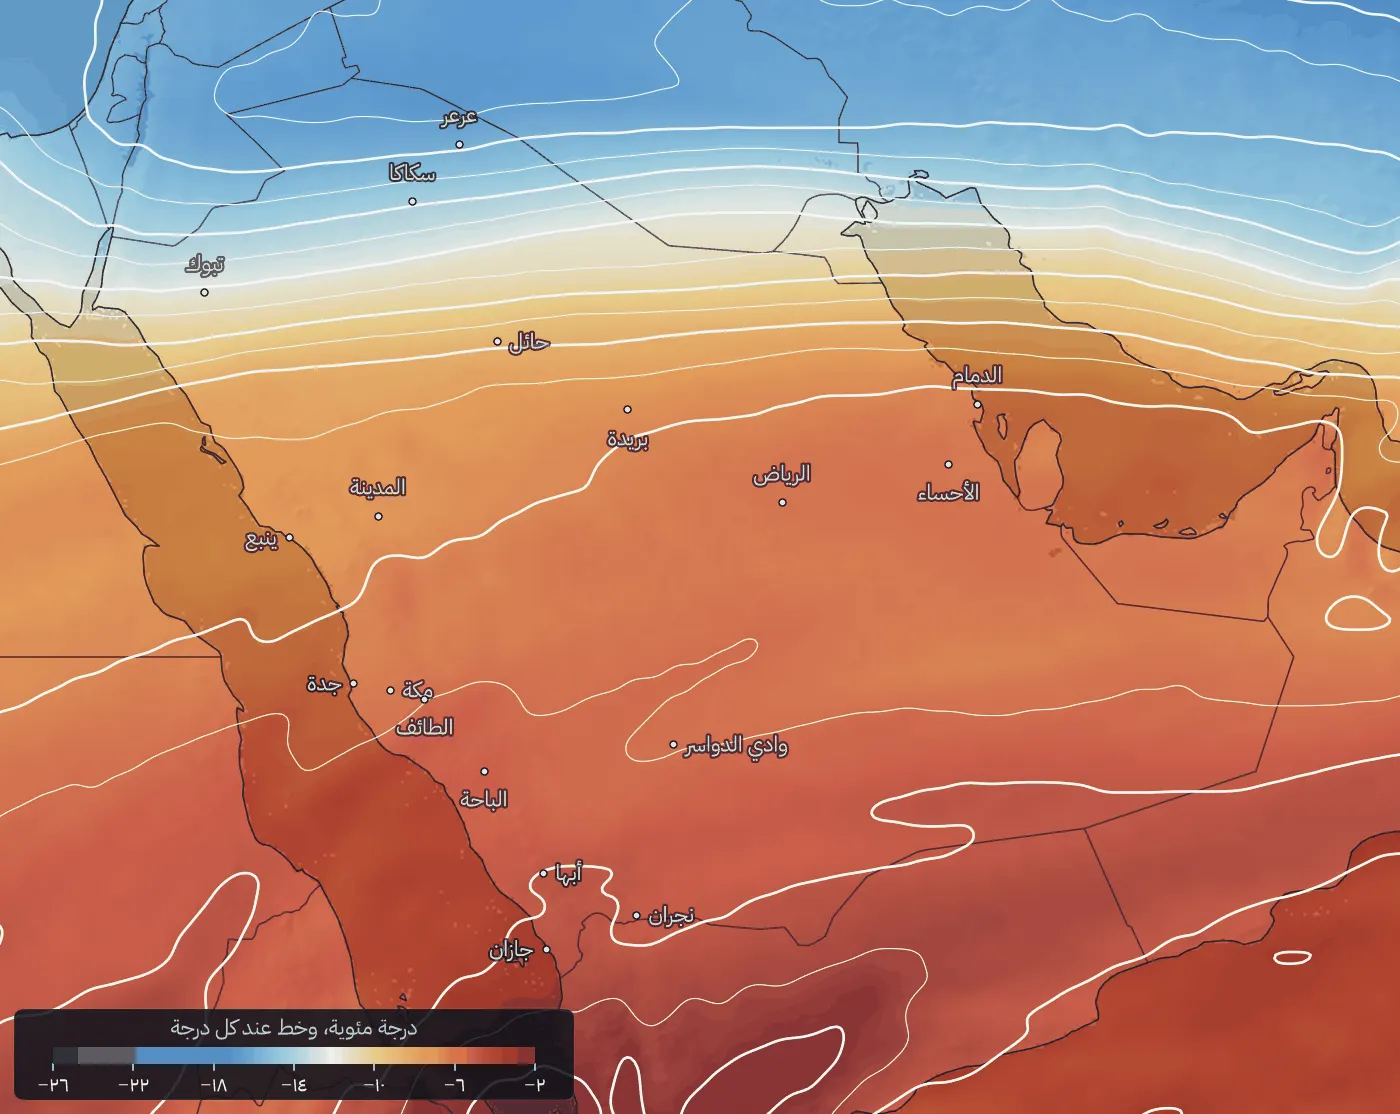 عرعر
سكاكا
تبوك
حائل
الدمام
بريدة
الرياض
الأحساء
المدينة
ينبع
جدة
مكة
الطائف
وادي الدواسر
الباحة
أبها
نجران
جازان
درجة مئوية، وخط عند كل درجة
−٢٦ −٢٢ −١٨ −١٤ −١٠ −٦ −٢